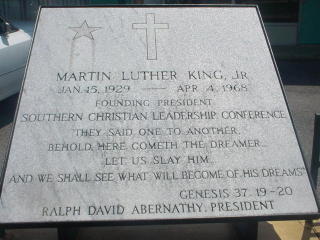 MARTIN LUTHER KING, JR.
JAN. 15, 1929 — APR. 4, 1968
FOUNDING PRESIDENT
SOUTHERN CHRISTIAN LEADERSHIP CONFERENCE
THEY SAID ONE TO ANOTHER,
BEHOLD, HERE COMETH THE DREAMER...
LET US SLAY HIM...
AND WE SHALL SEE WHAT WILL BECOME OF HIS DREAMS"
GENESIS 37. 19-20
RALPH DAVID ABERNATHY, PRESIDENT